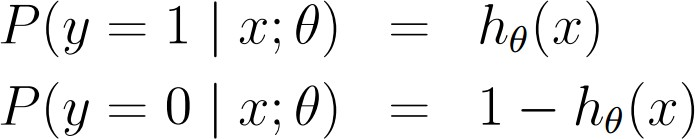 P(y = 1 | x; θ) = h_θ(x)
P(y = 0 | x; θ) = 1 − h_θ(x)